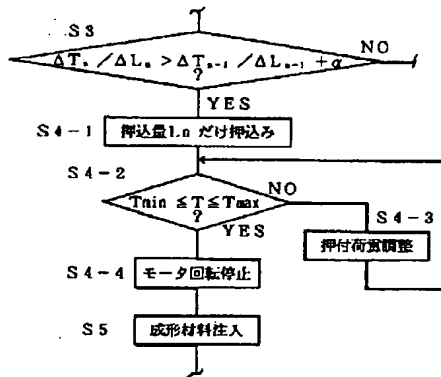 S3
ΔTn／ΔLn＞ΔTn-1／ΔLn-1＋α
?
NO
YES
S4-1
押込量Lnだけ押込み
S4-2
Tmin≦T≦Tmax
?
NO
YES
S4-3
押付荷重調整
S4-4
モータ回転停止
S5
成形材料注入